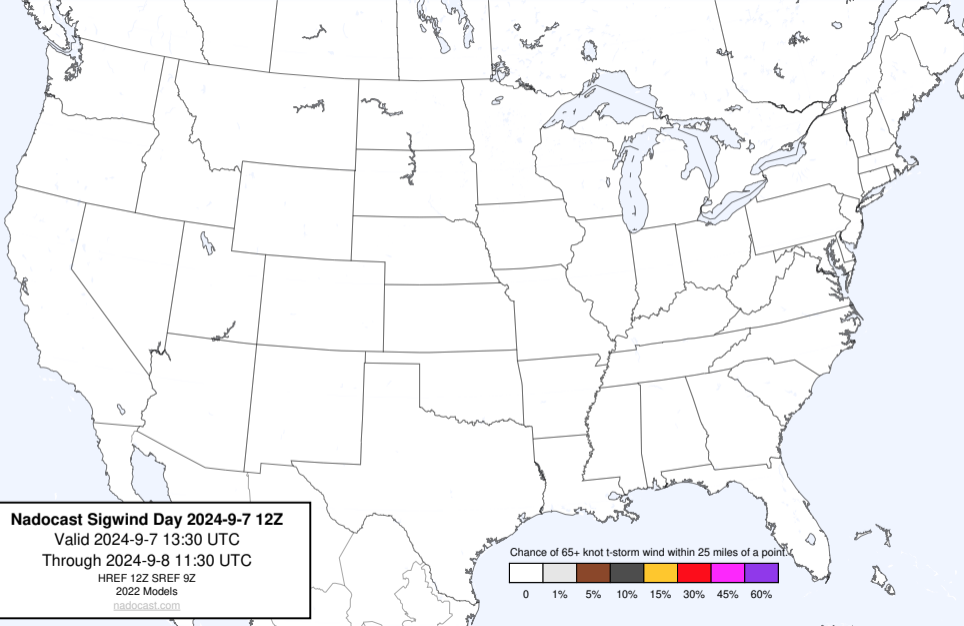 Nadocast Sigwind Day 2024-9-7 12Z
Valid 2024-9-7 13:30 UTC
Through 2024-9-8 11:30 UTC
HREF 12Z SREF 9Z
2022 Models
nadocast.com
Chance of 65+ knot t-storm wind within 25 miles of a point.
0 1% 5% 10% 15% 30% 45% 60%